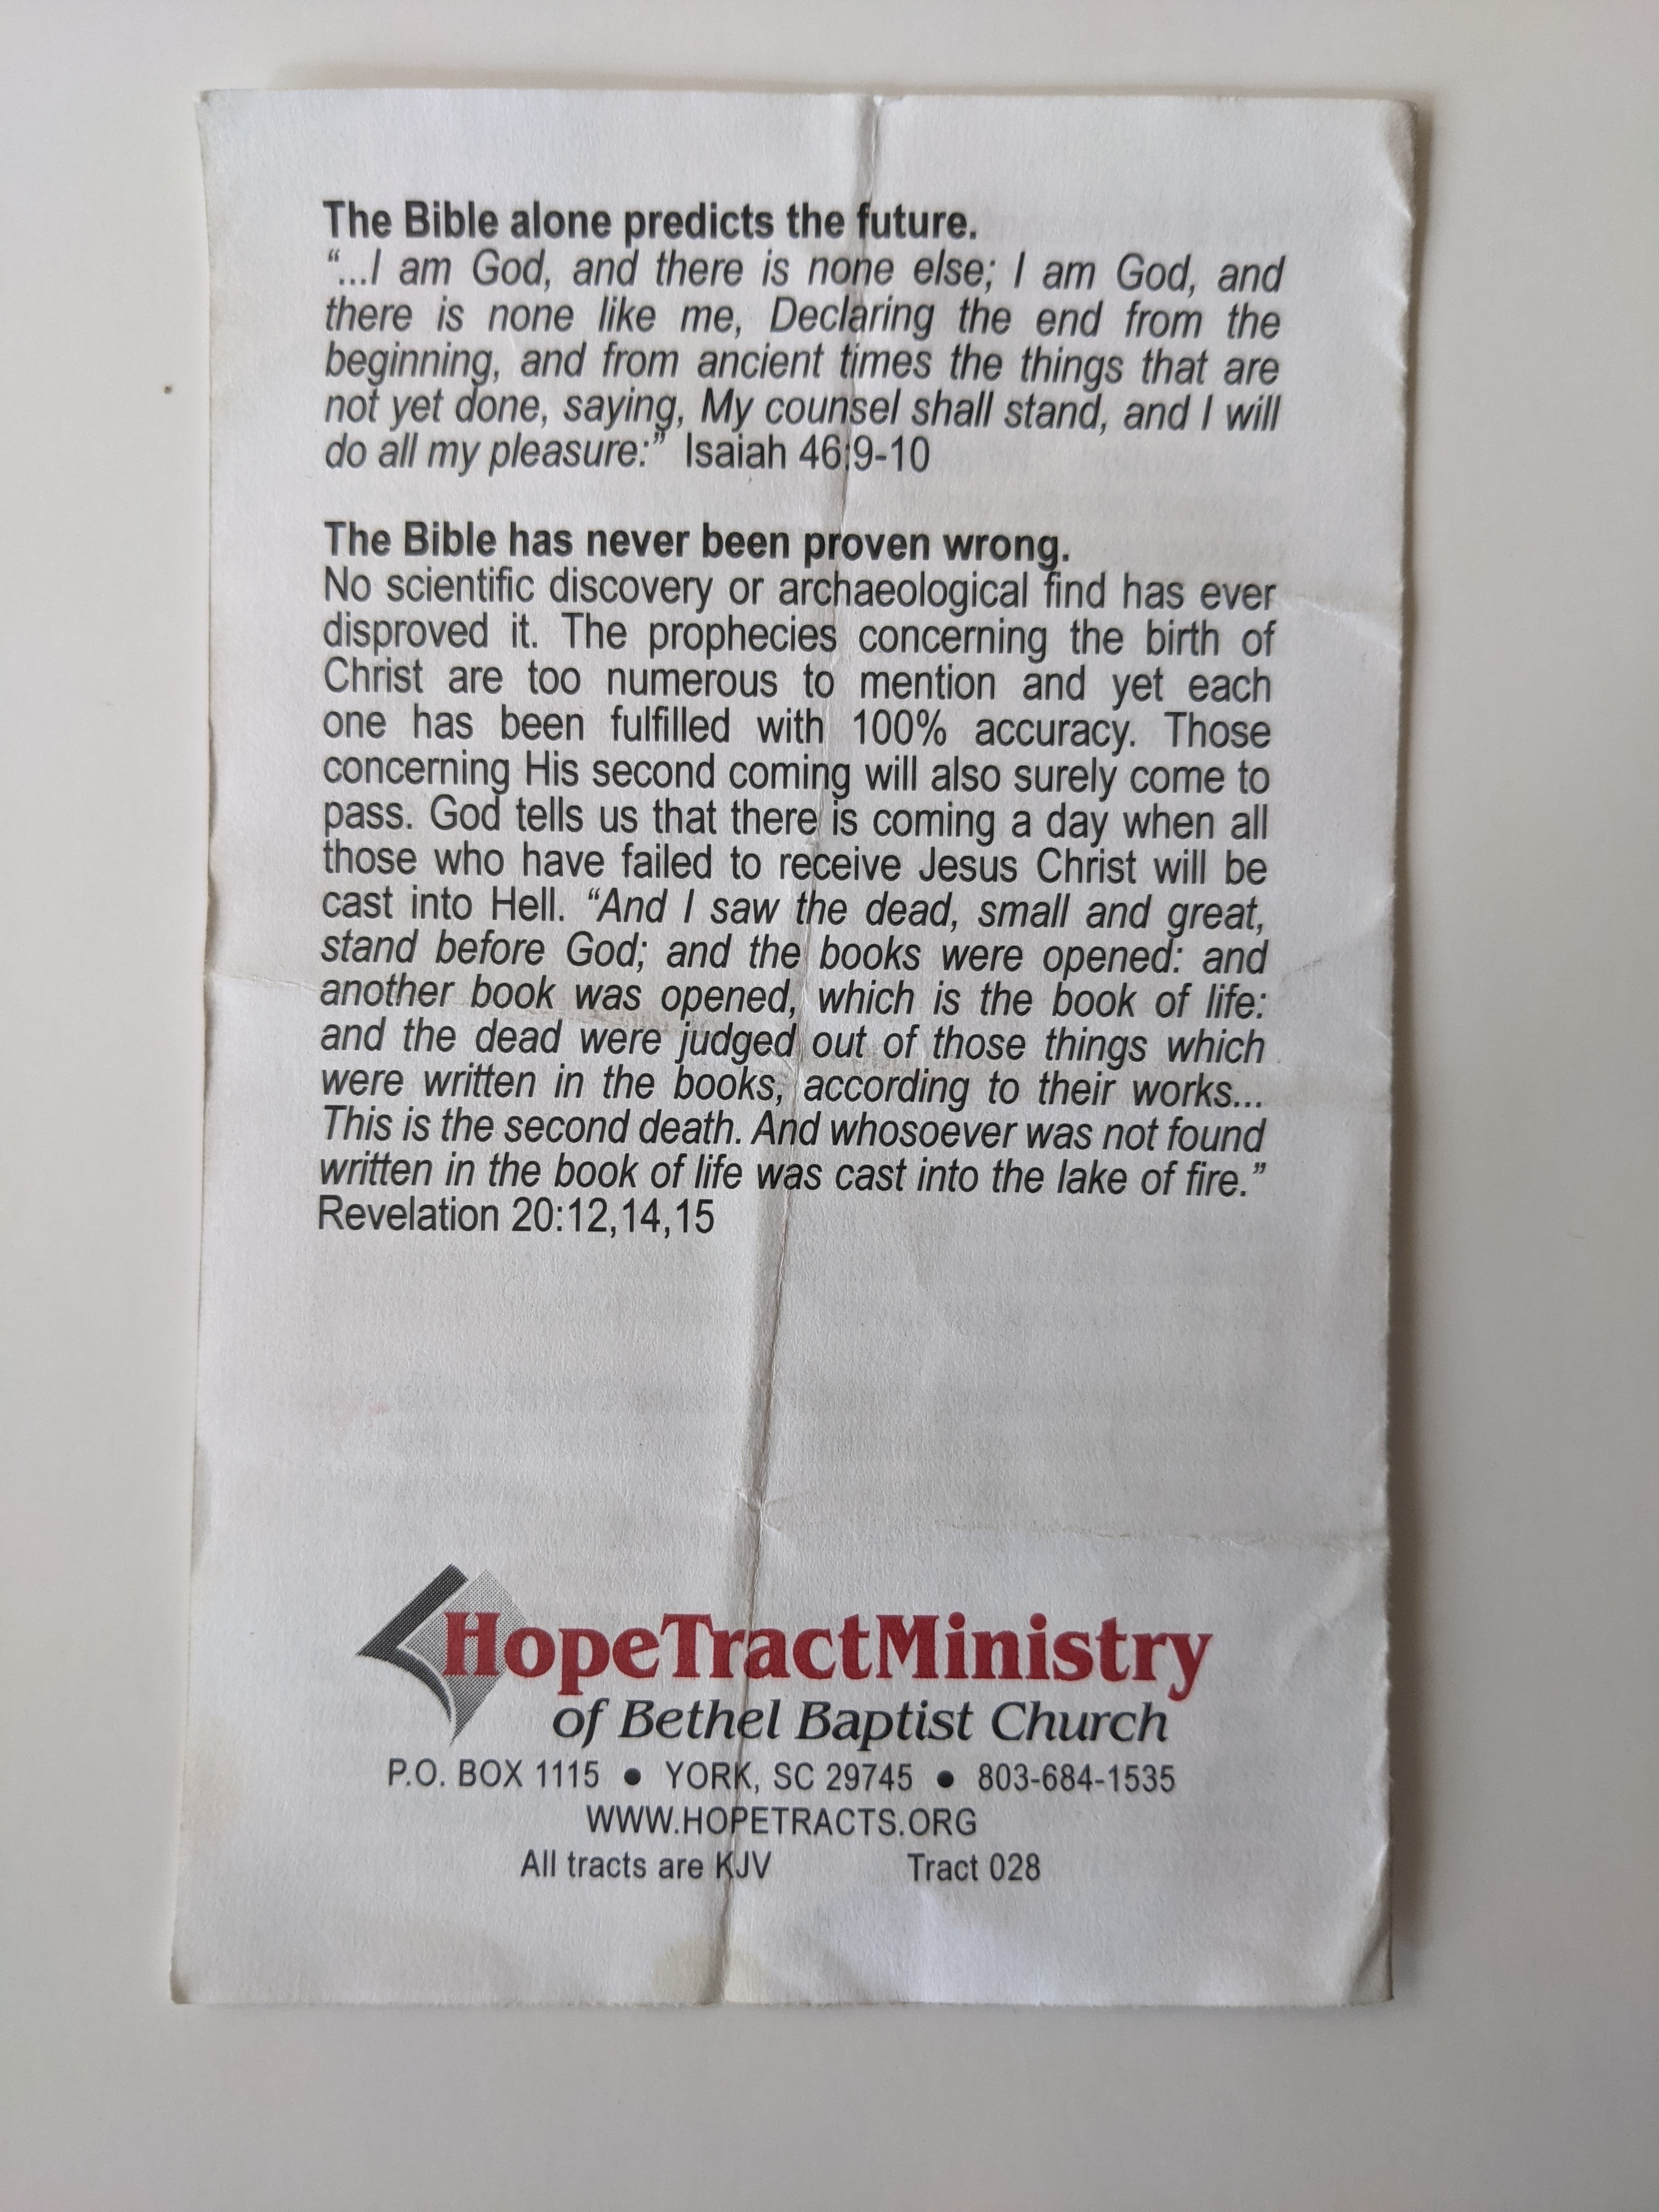 The Bible alone predicts the future.
“...I am God, and there is none else; I am God, and
there is none like me, Declaring the end from the
beginning, and from ancient times the things that are
not yet done, saying, My counsel shall stand, and I will
do all my pleasure:” Isaiah 46:9-10
The Bible has never been proven wrong.
No scientific discovery or archaeological find has ever
disproved it. The prophecies concerning the birth of
Christ are too numerous to mention and yet each
one has been fulfilled with 100% accuracy. Those
concerning His second coming will also surely come to
pass. God tells us that there is coming a day when all
those who have failed to receive Jesus Christ will be
cast into Hell. “And I saw the dead, small and great,
stand before God; and the books were opened: and
another book was opened, which is the book of life:
and the dead were judged out of those things which
were written in the books, according to their works...
This is the second death. And whosoever was not found
written in the book of life was cast into the lake of fire.”
Revelation 20:12,14,15
HopeTractMinistry
of Bethel Baptist Church
P.O. BOX 1115 ● YORK, SC 29745 ● 803-684-1535
WWW.HOPETRACTS.ORG
All tracts are KJV Tract 028